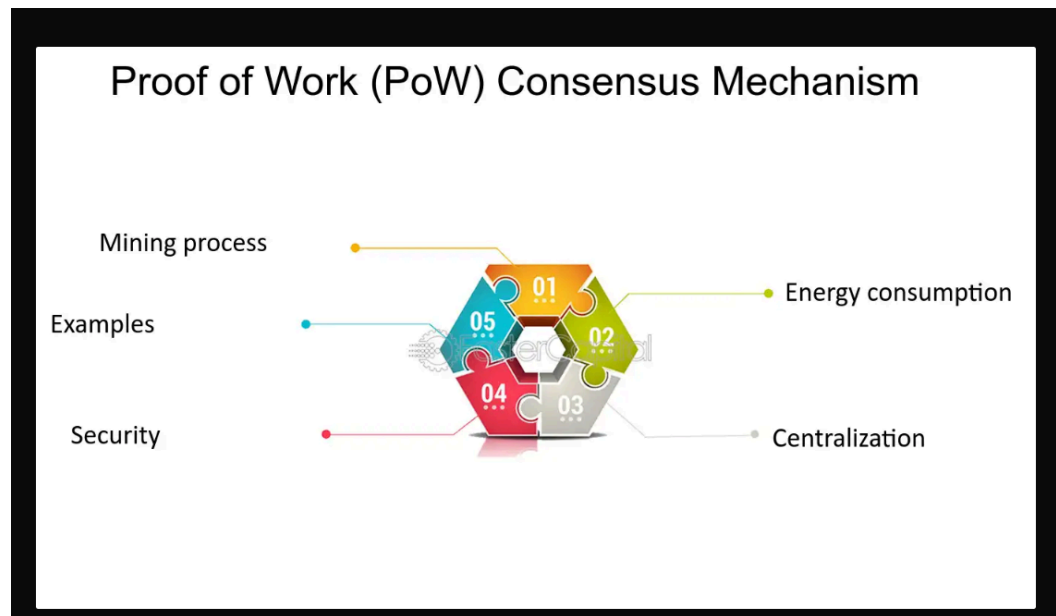 Proof of Work (PoW) Consensus Mechanism
Mining process
01
Energy consumption
Examples
05
02
04
03
Security
Centralization